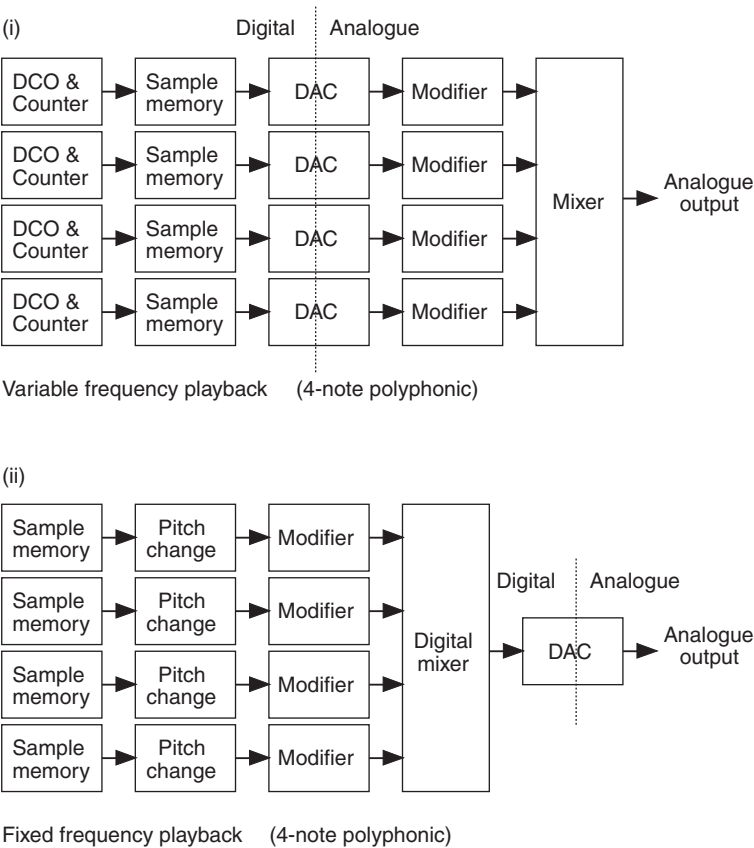 (i)
Digital Analogue
DCO & Counter Sample memory DAC Modifier
DCO & Counter Sample memory DAC Modifier
DCO & Counter Sample memory DAC Modifier
DCO & Counter Sample memory DAC Modifier
Mixer
Analogue
output
Variable frequency playback (4-note polyphonic)
(ii)
Sample memory Pitch change Modifier
Sample memory Pitch change Modifier
Sample memory Pitch change Modifier
Sample memory Pitch change Modifier
Digital
mixer
Digital Analogue
DAC
Analogue
output
Fixed frequency playback (4-note polyphonic)